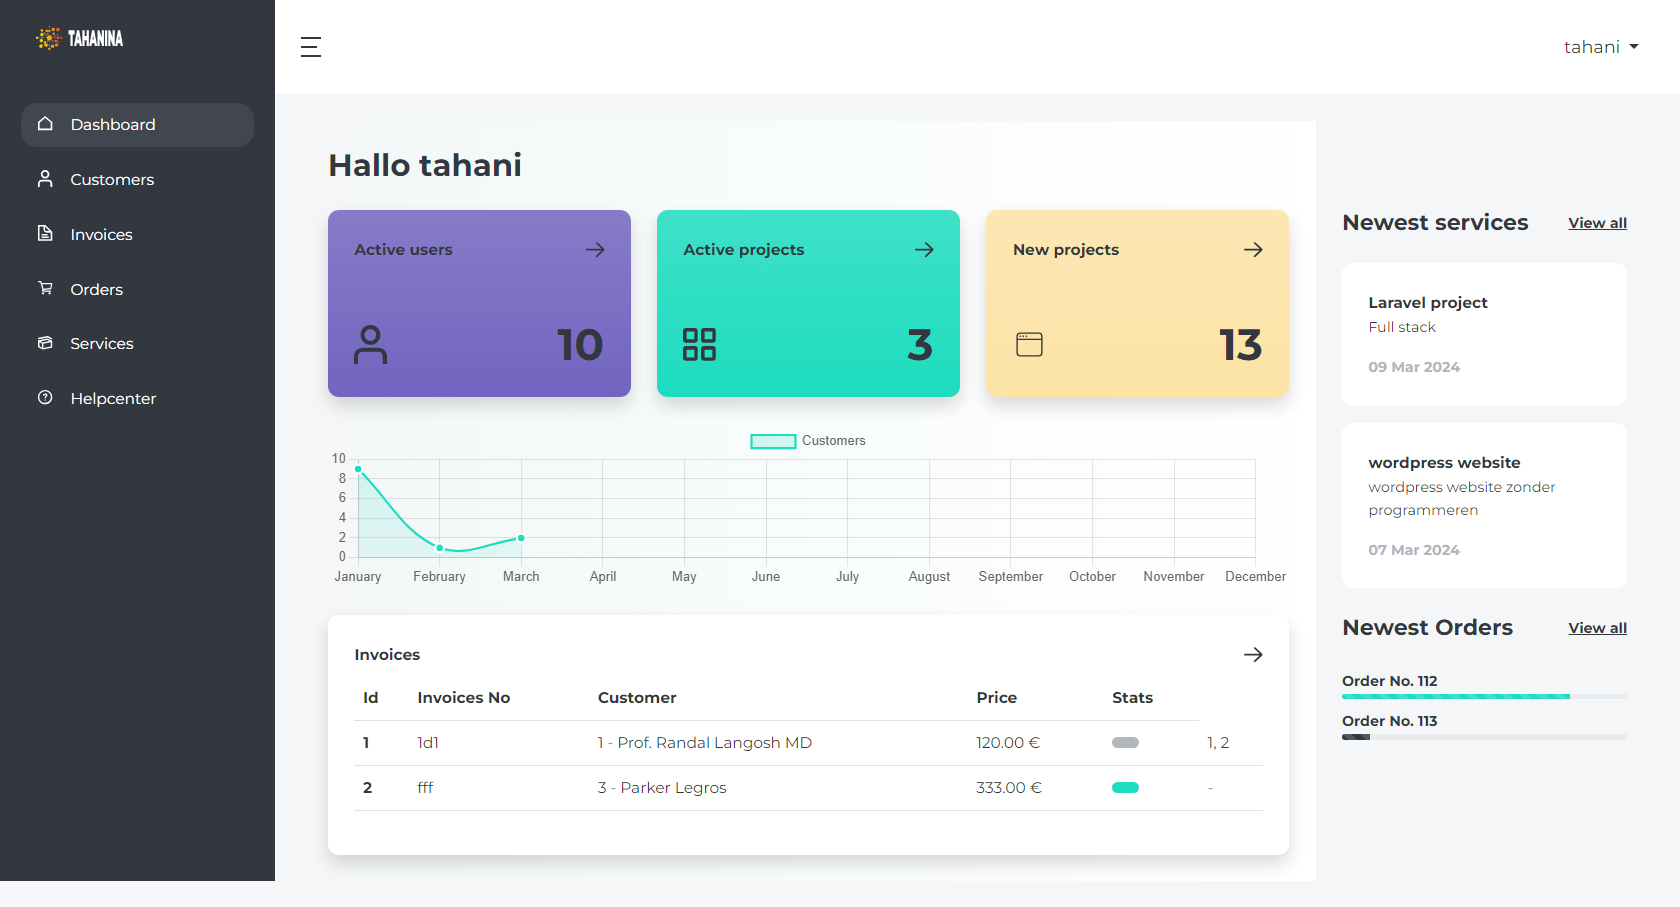 TAHANINA
tahani
Dashboard
Customers
Invoices
Orders
Services
Helpcenter
Hallo tahani
Active users
10
Active projects
3
New projects
13
Customers
10
8
6
4
2
0
January February March April May June July August September October November December
Invoices
Id Invoices No Customer Price Stats
1 1d1 1 - Prof. Randal Langosh MD 120.00 € 1, 2
2 fff 3 - Parker Legros 333.00 € -
Newest services View all
Laravel project
Full stack
09 Mar 2024
wordpress website
wordpress website zonder
programmeren
07 Mar 2024
Newest Orders View all
Order No. 112
Order No. 113